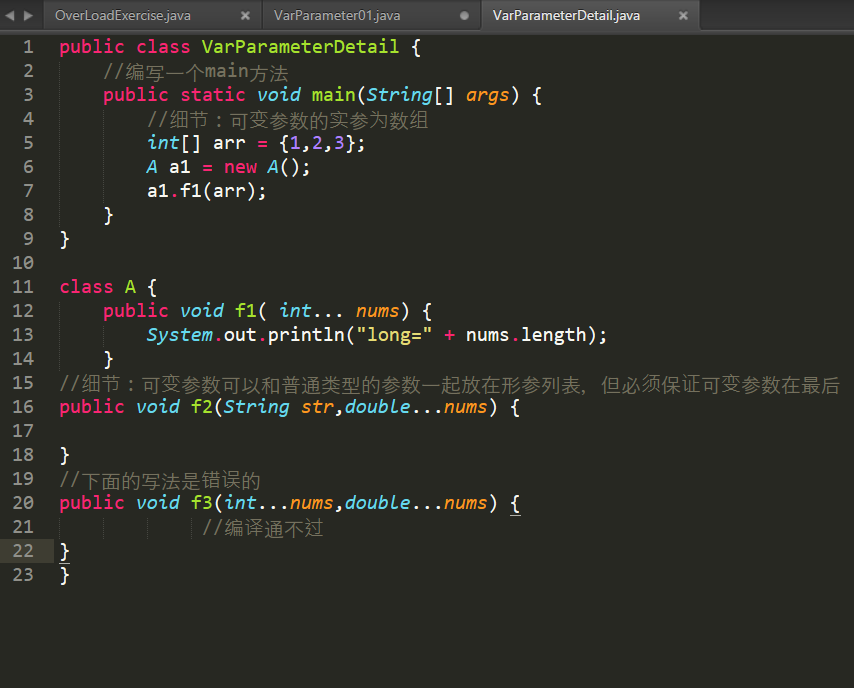 OverLoadExercise.java × VarParameter01.java VarParameterDetail.java ×
1 public class VarParameterDetail {
2 //编写一个main方法
3 public static void main(String[] args) {
4 //细节：可变参数的实参为数组
5 int[] arr = {1,2,3};
6 A a1 = new A();
7 a1.f1(arr);
8 }
9 }
10
11 class A {
12 public void f1( int... nums) {
13 System.out.println("long=" + nums.length);
14 }
15 //细节：可变参数可以和普通类型的参数一起放在形参列表，但必须保证可变参数在最后
16 public void f2(String str,double...nums) {
17
18 }
19 //下面的写法是错误的
20 public void f3(int...nums,double...nums) {
21 //编译通不过
22 }
23 }